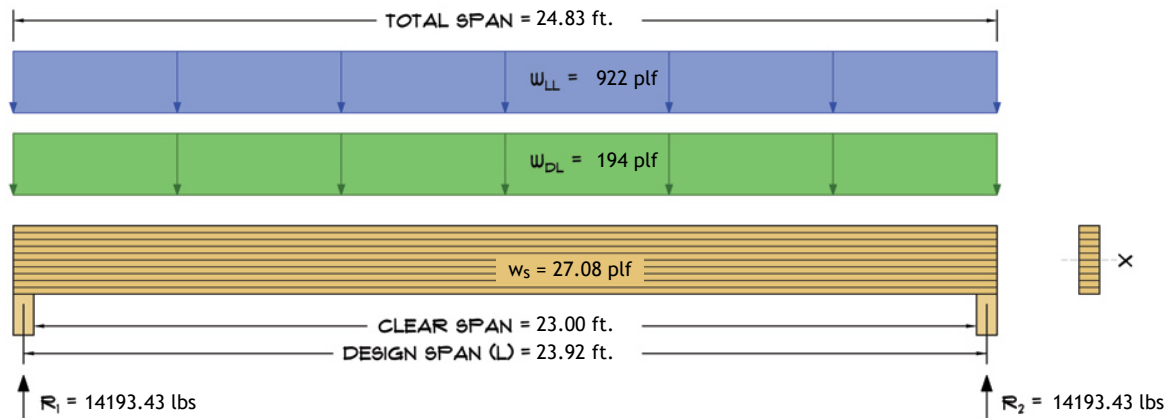 TOTAL SPAN = 24.83 ft.
wLL = 922 plf
wDL = 194 plf
ws = 27.08 plf
X
CLEAR SPAN = 23.00 ft.
DESIGN SPAN (L) = 23.92 ft.
R1 = 14193.43 lbs
R2 = 14193.43 lbs